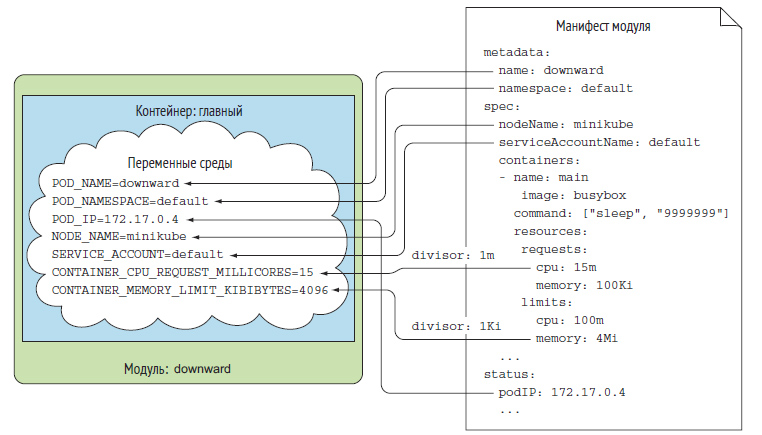 Контейнер: главный
Переменные среды
POD_NAME=downward
POD_NAMESPACE=default
POD_IP=172.17.0.4
NODE_NAME=minikube
SERVICE_ACCOUNT=default
CONTAINER_CPU_REQUEST_MILLICORES=15
CONTAINER_MEMORY_LIMIT_KIBIBYTES=4096
Модуль: downward
divisor: 1m
divisor: 1Ki
Манифест модуля
metadata:
name: downward
namespace: default
spec:
nodeName: minikube
serviceAccountName: default
containers:
- name: main
image: busybox
command: ["sleep", "9999999"]
resources:
requests:
cpu: 15m
memory: 100Ki
limits:
cpu: 100m
memory: 4Mi
...
status:
podIP: 172.17.0.4
...